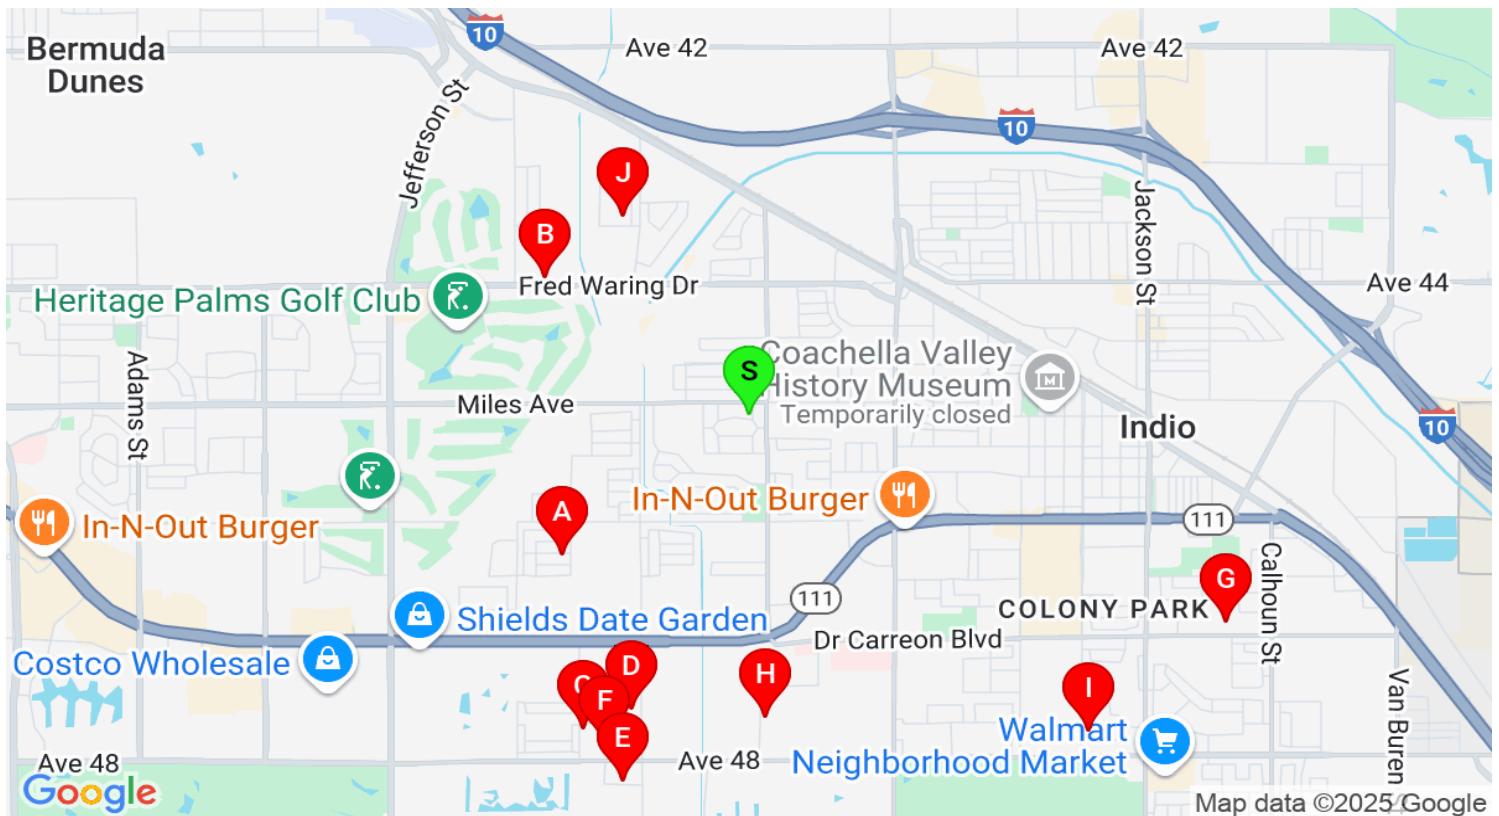 10
Ave 42
Ave 42
Bermuda
Dunes
Jefferson St
10
J
B
Jackson St
Fred Waring Dr
Ave 44
Heritage Palms Golf Club
S
Coachella Valley
History Museum
Temporarily closed
Adams St
Miles Ave
Indio
10
In-N-Out Burger
A
In-N-Out Burger
111
Calhoun St
G
COLONY PARK
111
Shields Date Garden
Dr Carreon Blvd
Costco Wholesale
D
H
C
F
I
E
Van Buren St
Walmart
Neighborhood Market
Ave 48
Ave 48
Google
Map data ©2025 Google